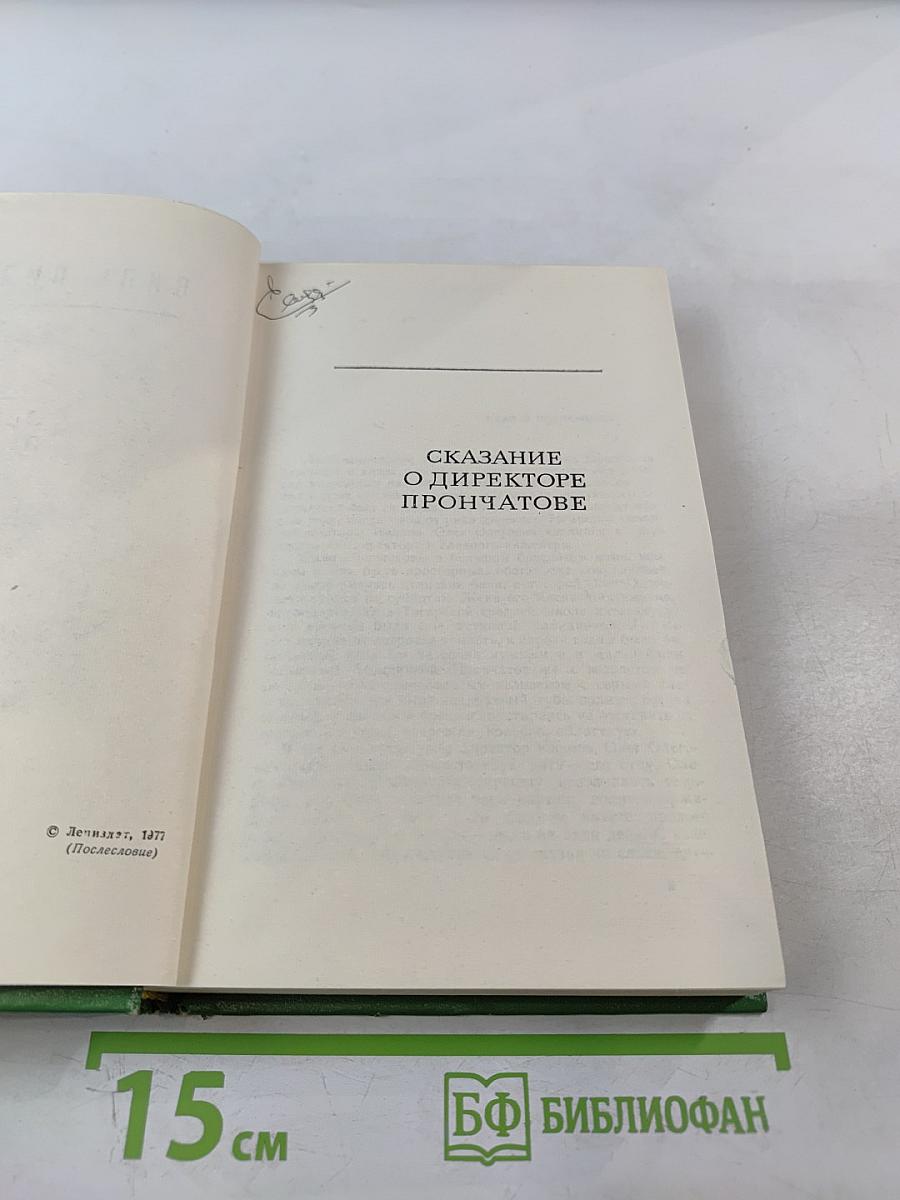 © Лениздат, 1977
(Послесловие)
СКАЗАНИЕ
О ДИРЕКТОРЕ
ПРОНЧАТОВЕ
15 см
БФ БИБЛИОФАН